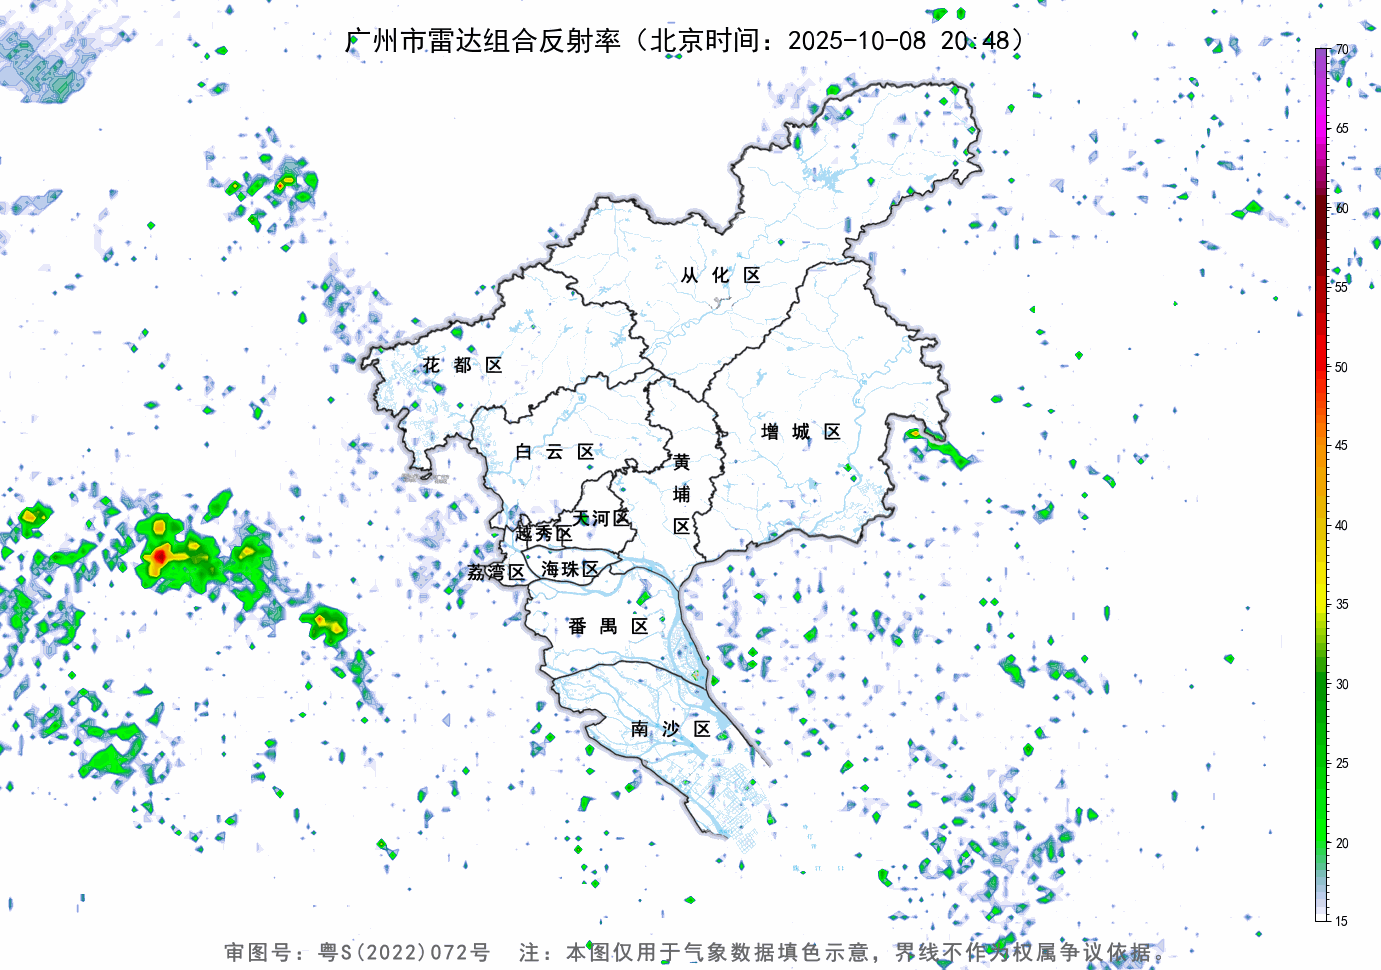 广州市雷达组合反射率（北京时间：2025-10-08 20:48）
70
65
60
55
50
45
40
35
30
25
20
15
从化区
花都区
增城区
白云区
黄埔区
天河区
越秀区
荔湾区
海珠区
番禺区
南沙区
审图号：粤S(2022)072号 注：本图仅用于气象数据填色示意，界线不作为权属争议依据。